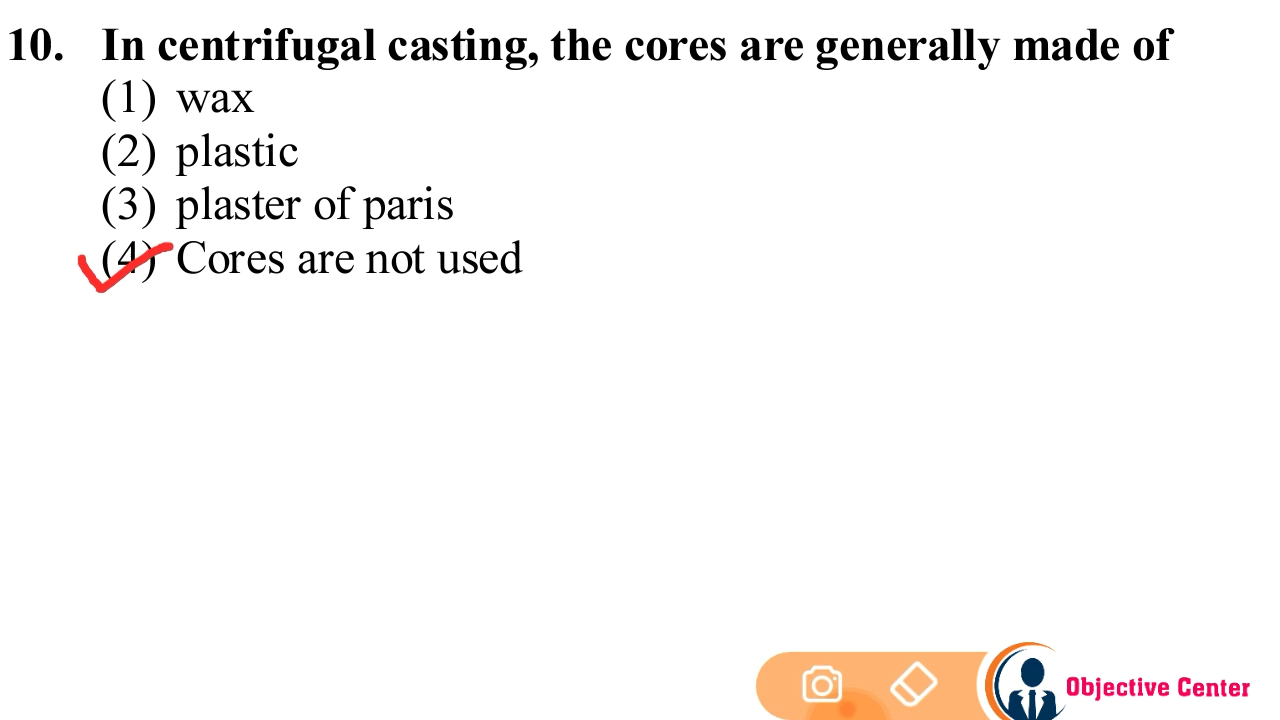 10. In centrifugal casting, the cores are generally made of
(1) wax
(2) plastic
(3) plaster of paris
(4) Cores are not used
Objective Center